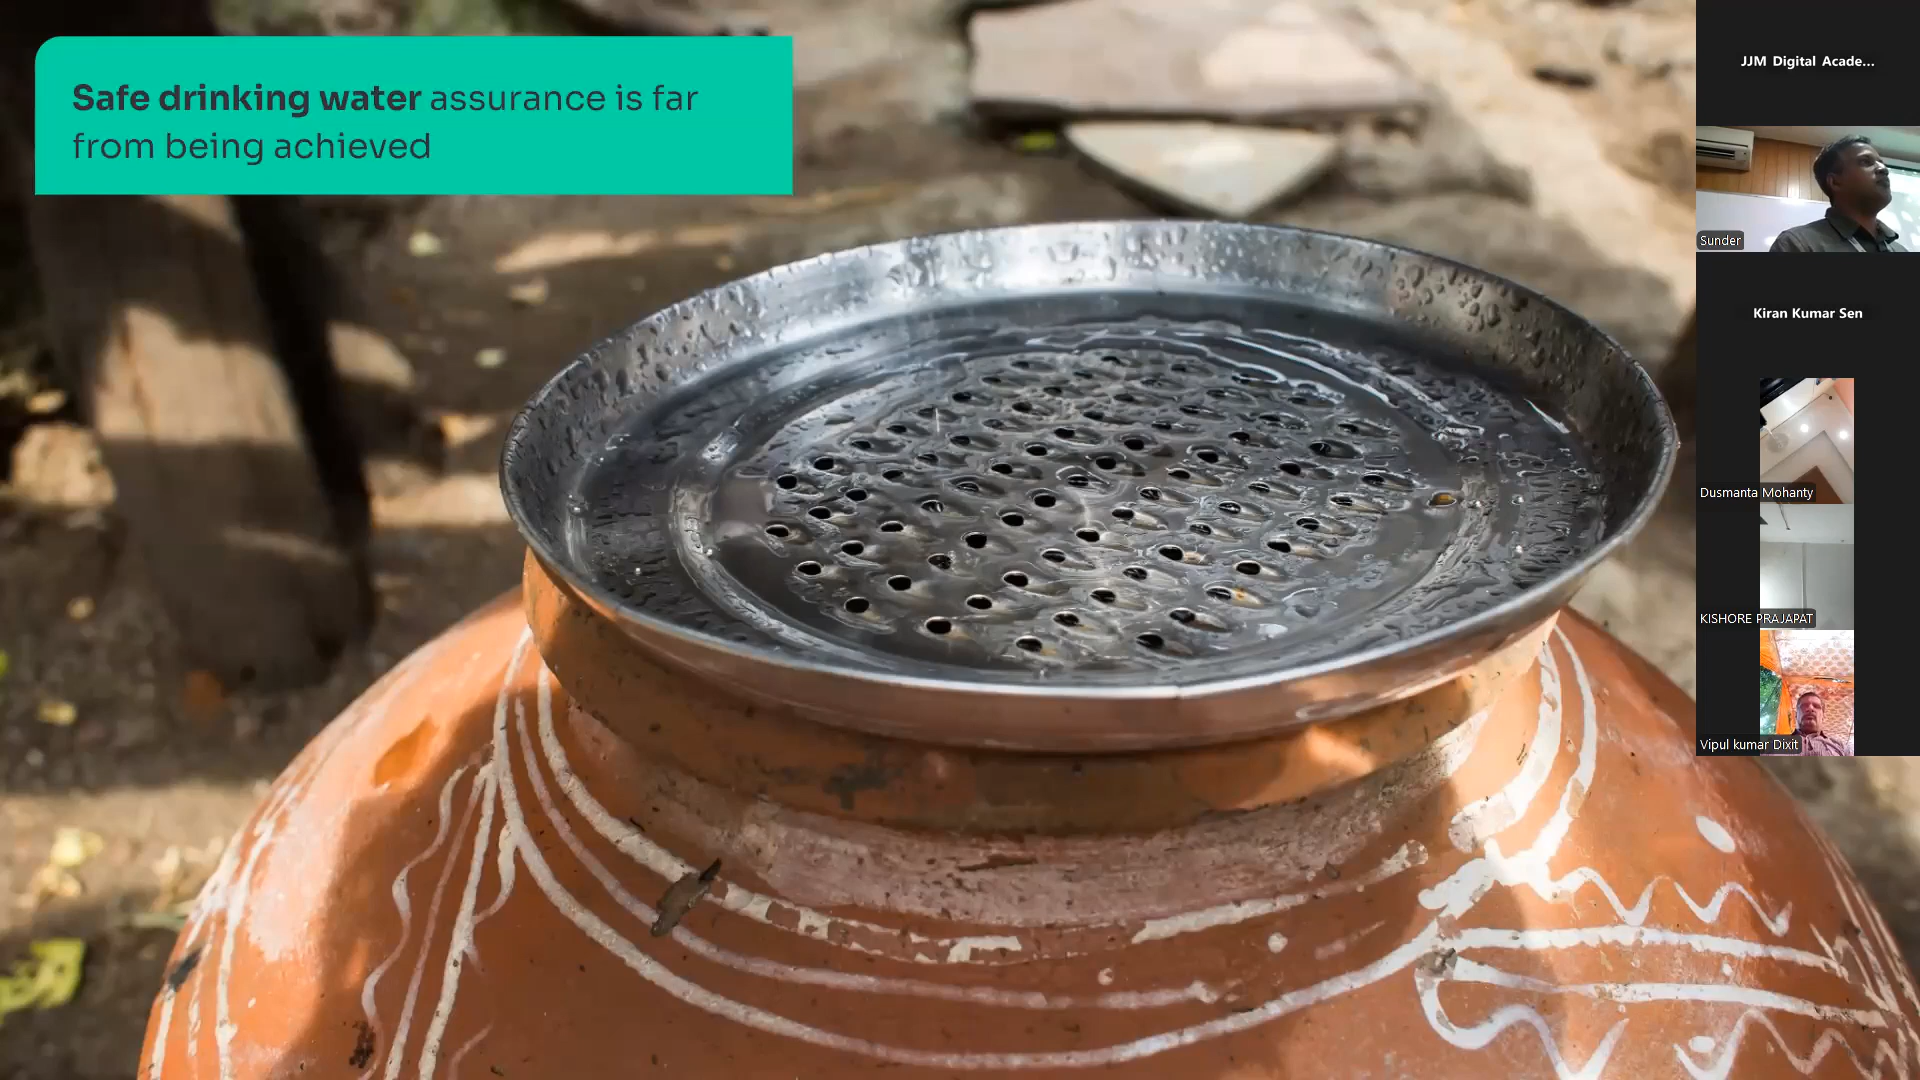 Safe drinking water assurance is far
from being achieved
JJM Digital Acade...
Sunder
Kiran Kumar Sen
Dusmanta Mohanty
KISHORE PRAJAPAT
Vipul kumar Dixit